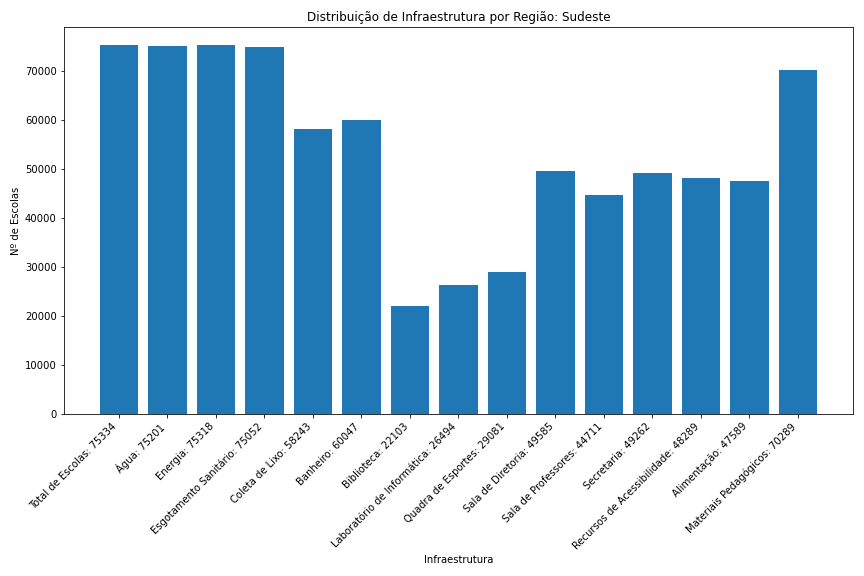 Distribuição de Infraestrutura por Região: Sudeste
Nº de Escolas
70000
60000
50000
40000
30000
20000
10000
0
Total de Escolas: 75334
Água: 75201
Energia: 75318
Esgotamento Sanitário: 75052
Coleta de Lixo: 58243
Banheiro: 60047
Biblioteca: 22103
Laboratório de Informática: 26494
Quadra de Esportes: 29081
Sala de Diretoria: 49585
Sala de Professores: 44711
Secretaria: 49262
Recursos de Acessibilidade: 48289
Alimentação: 47589
Materiais Pedagógicos: 70289
Infraestrutura